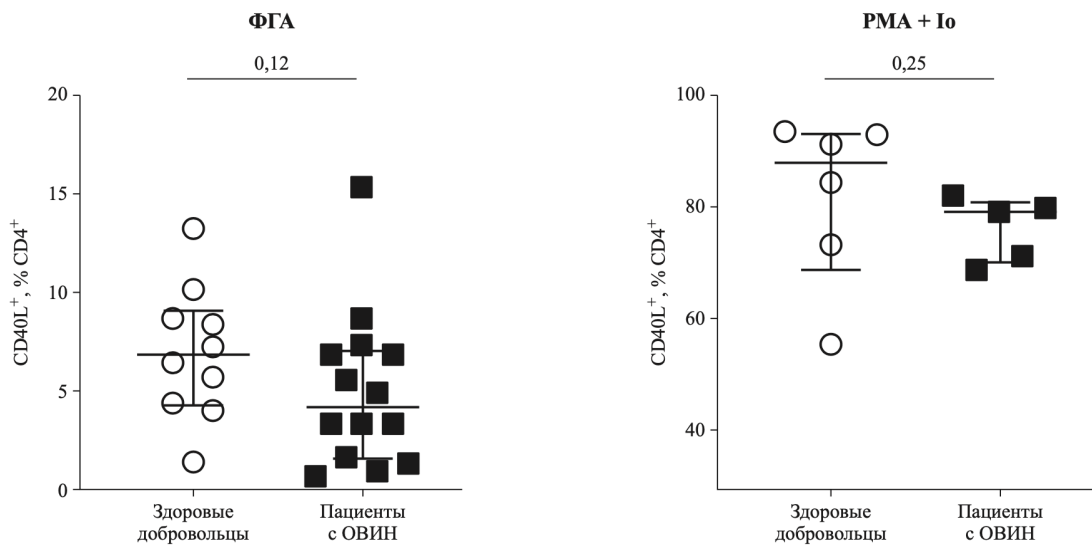 ФГА
0,12
20
15
10
5
0
CD40L+, % CD4+
Здоровые
добровольцы
Пациенты
с ОВИН
PMA + Io
0,25
100
80
60
40
CD40L+, % CD4+
Здоровые
добровольцы
Пациенты
с ОВИН